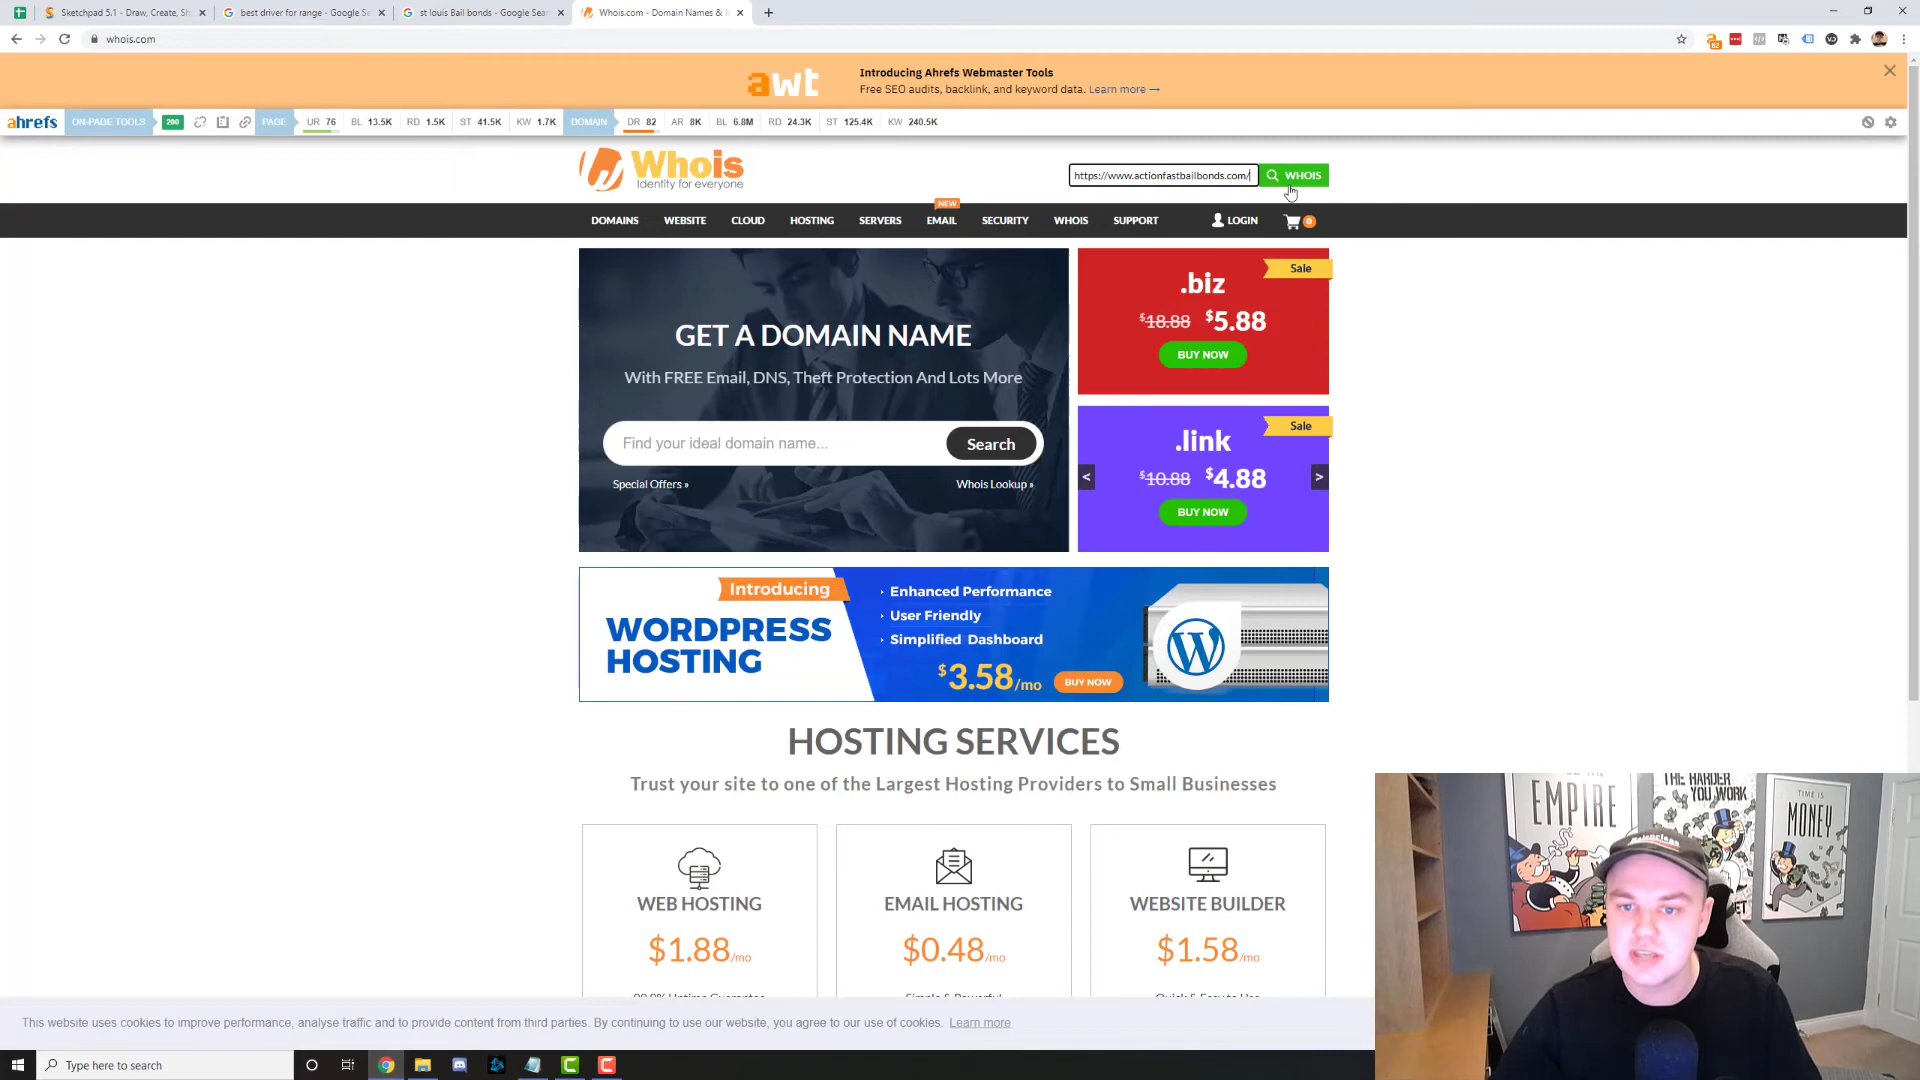 Sketchpad 5.1 - Draw, Create, Sh
best driver for range - Google Se
st louis Bail bonds - Google Sear
Whois.com - Domain Names & I
whois.com
82
awt
Introducing Ahrefs Webmaster Tools
Free SEO audits, backlink, and keyword data. Learn more →
ahrefs
ON-PAGE TOOLS
200
PAGE
UR 76
BL 13.5K
RD 1.5K
ST 41.5K
KW 1.7K
DOMAIN
DR 82
AR 8K
BL 6.8M
RD 24.3K
ST 125.4K
KW 240.5K
Whois
Identity for everyone
https://www.actionfastbailbonds.com/
WHOIS
NEW
DOMAINS
WEBSITE
CLOUD
HOSTING
SERVERS
EMAIL
SECURITY
WHOIS
SUPPORT
LOGIN
0
GET A DOMAIN NAME
With FREE Email, DNS, Theft Protection And Lots More
Find your ideal domain name...
Search
Special Offers »
Whois Lookup »
Sale
.biz
$18.88 $5.88
BUY NOW
Sale
.link
<
$10.88 $4.88
>
BUY NOW
Introducing
WORDPRESS
HOSTING
Enhanced Performance
User Friendly
Simplified Dashboard
$3.58/mo
BUY NOW
HOSTING SERVICES
Trust your site to one of the Largest Hosting Providers to Small Businesses
WEB HOSTING
$1.88/mo
EMAIL HOSTING
$0.48/mo
WEBSITE BUILDER
$1.58/mo
This website uses cookies to improve performance, analyse traffic and to provide content from third parties. By continuing to use our website, you agree to our use of cookies. Learn more
Type here to search
EMPIRE
THE HARDER
YOU WORK
TIME IS
MONEY